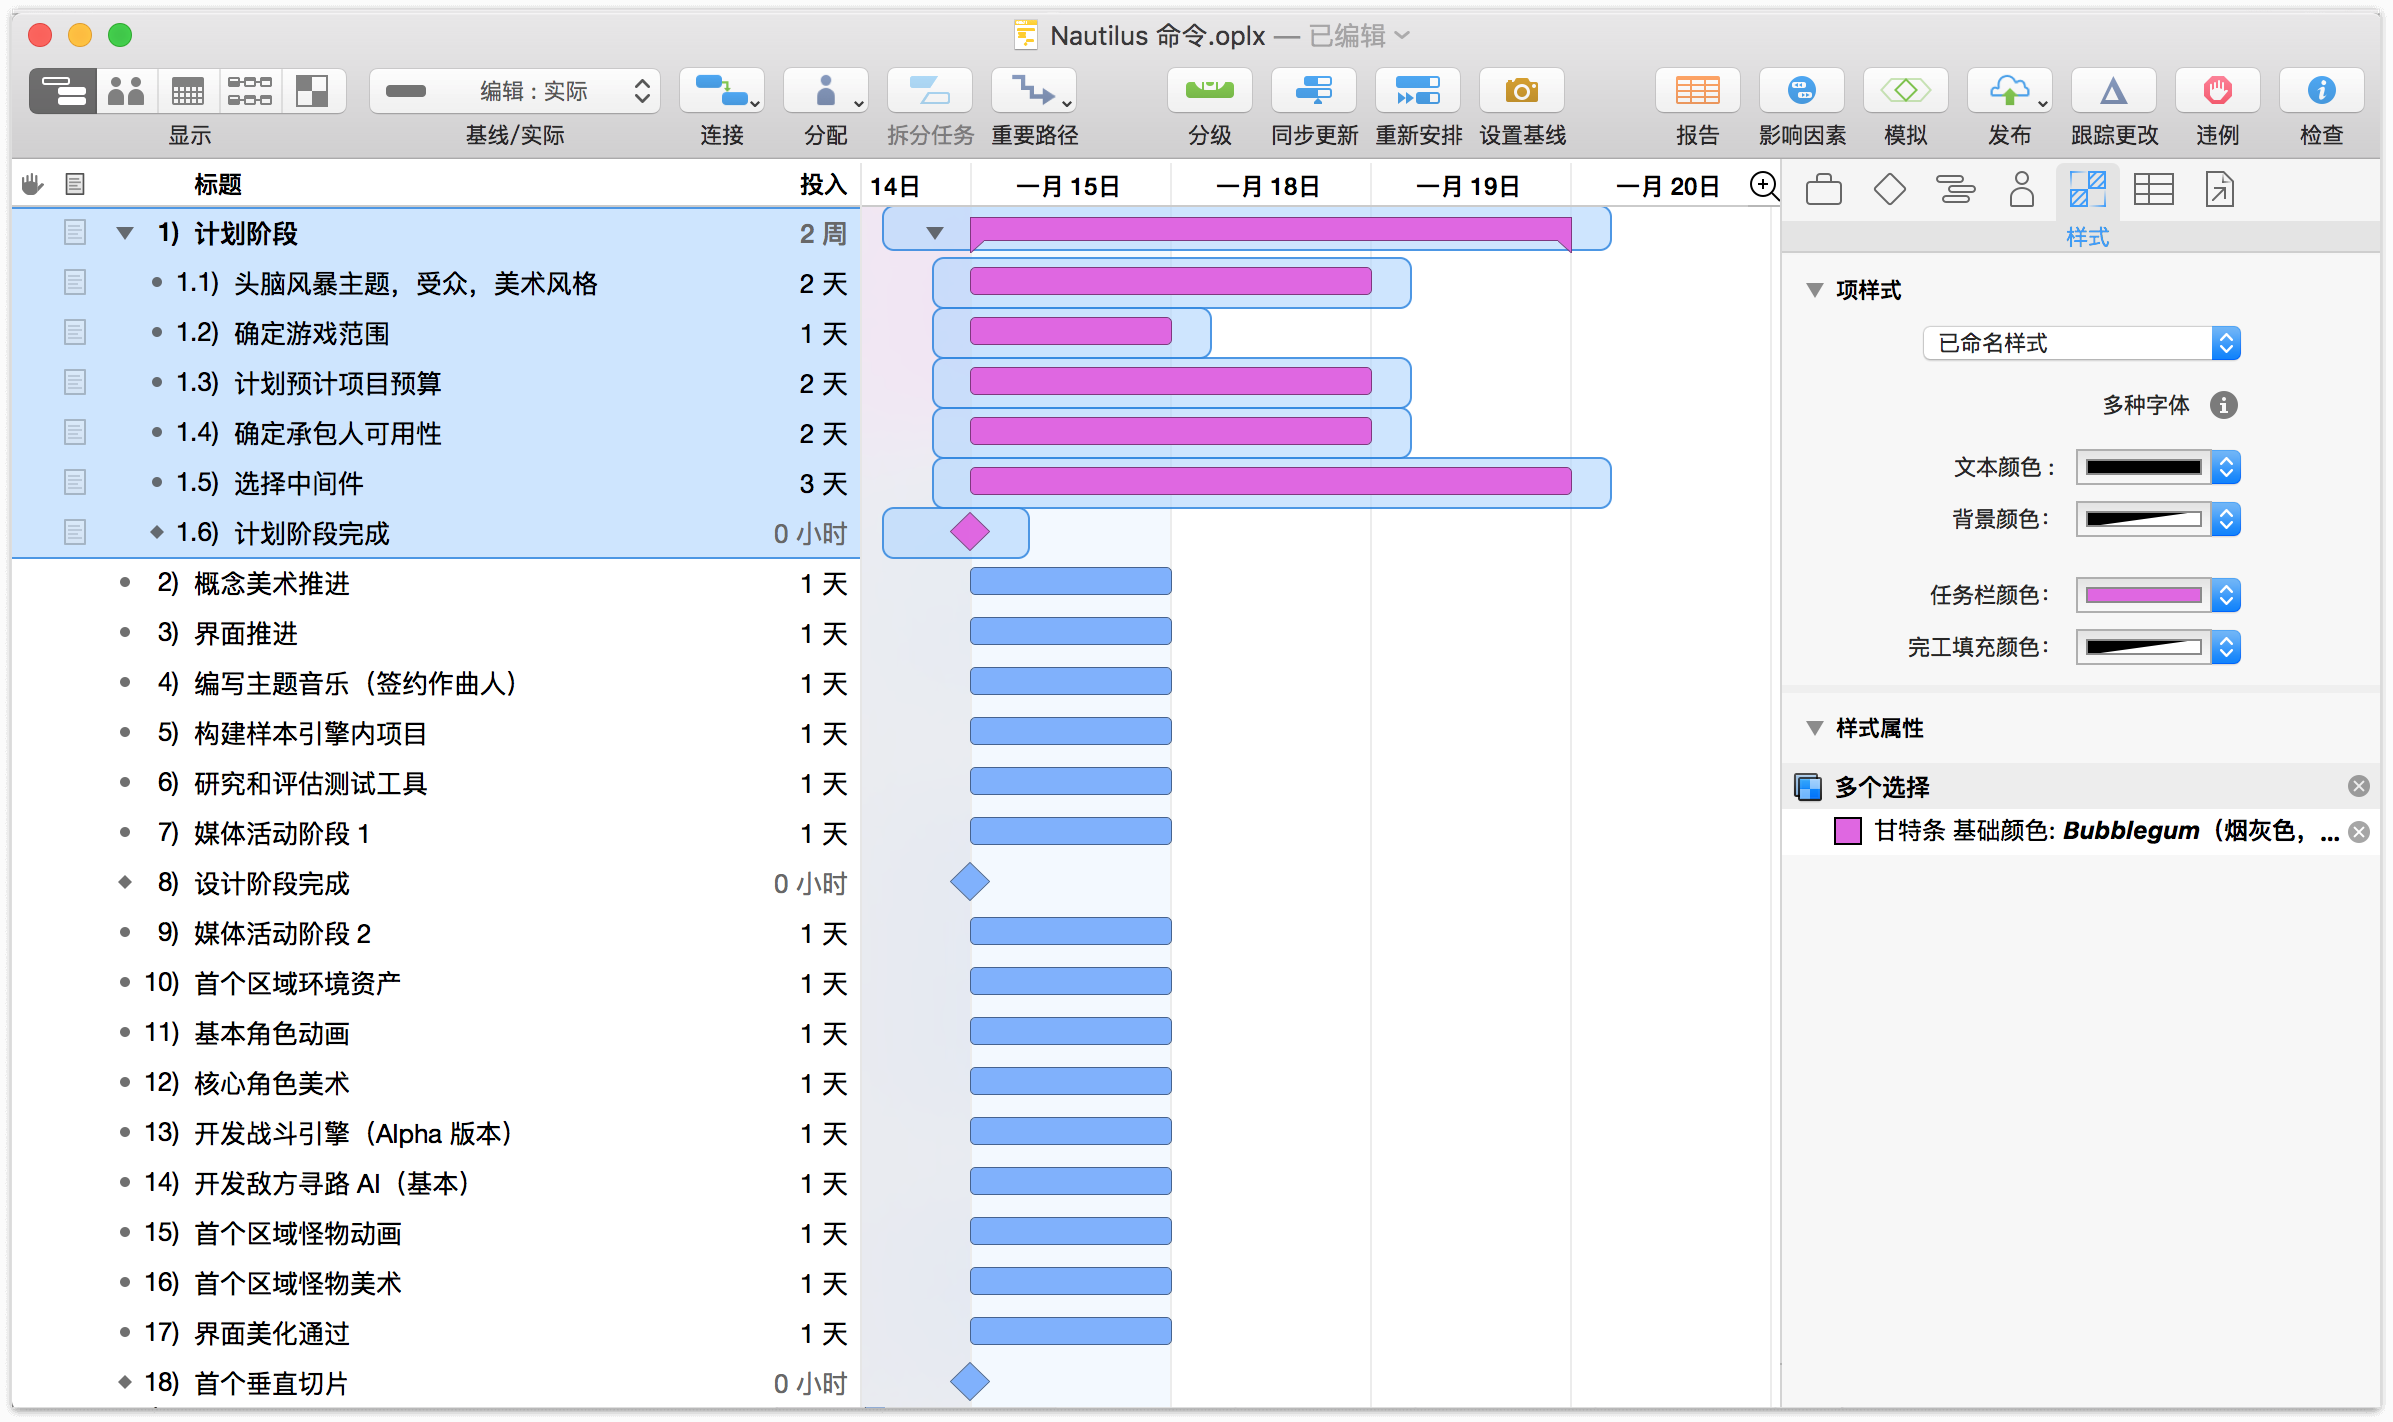 Nautilus 命令.oplx — 已编辑
编辑：实际
显示
基线/实际
连接
分配
拆分任务
重要路径
分级
同步更新
重新安排
设置基线
报告
影响因素
模拟
发布
跟踪更改
违例
检查
标题
投入
14日
一月 15日
一月 18日
一月 19日
一月 20日
样式
1) 计划阶段 2 周
1.1) 头脑风暴主题，受众，美术风格 2 天
1.2) 确定游戏范围 1 天
1.3) 计划预计项目预算 2 天
1.4) 确定承包人可用性 2 天
1.5) 选择中间件 3 天
1.6) 计划阶段完成 0 小时
2) 概念美术推进 1 天
3) 界面推进 1 天
4) 编写主题音乐（签约作曲人） 1 天
5) 构建样本引擎内项目 1 天
6) 研究和评估测试工具 1 天
7) 媒体活动阶段 1 1 天
8) 设计阶段完成 0 小时
9) 媒体活动阶段 2 1 天
10) 首个区域环境资产 1 天
11) 基本角色动画 1 天
12) 核心角色美术 1 天
13) 开发战斗引擎（Alpha 版本） 1 天
14) 开发敌方寻路 AI（基本） 1 天
15) 首个区域怪物动画 1 天
16) 首个区域怪物美术 1 天
17) 界面美化通过 1 天
18) 首个垂直切片 0 小时
项样式
已命名样式
多种字体
文本颜色：
背景颜色：
任务栏颜色：
完工填充颜色：
样式属性
多个选择
甘特条 基础颜色: Bubblegum（烟灰色，...